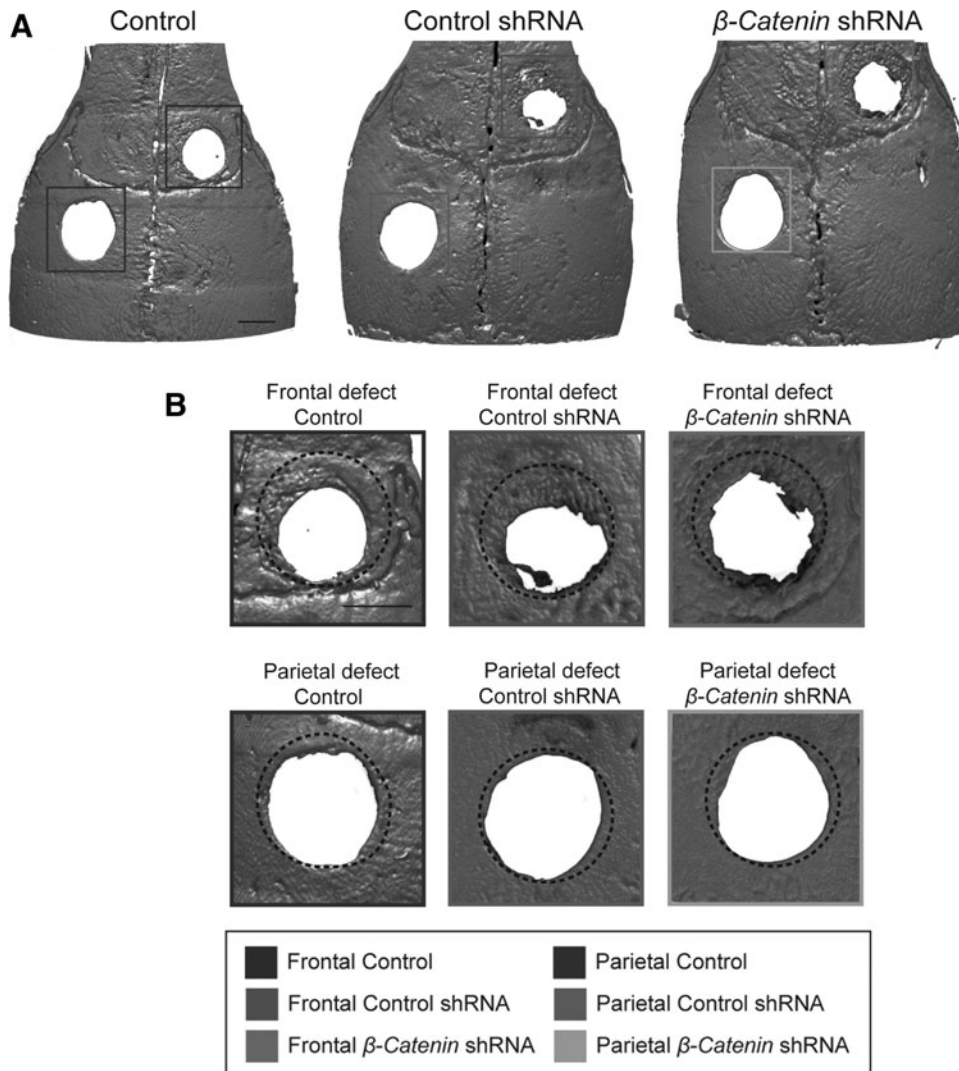 A
Control
Control shRNA
β-Catenin shRNA
B
Frontal defect
Control
Frontal defect
Control shRNA
Frontal defect
β-Catenin shRNA
Parietal defect
Control
Parietal defect
Control shRNA
Parietal defect
β-Catenin shRNA
Frontal Control
Parietal Control
Frontal Control shRNA
Parietal Control shRNA
Frontal β-Catenin shRNA
Parietal β-Catenin shRNA